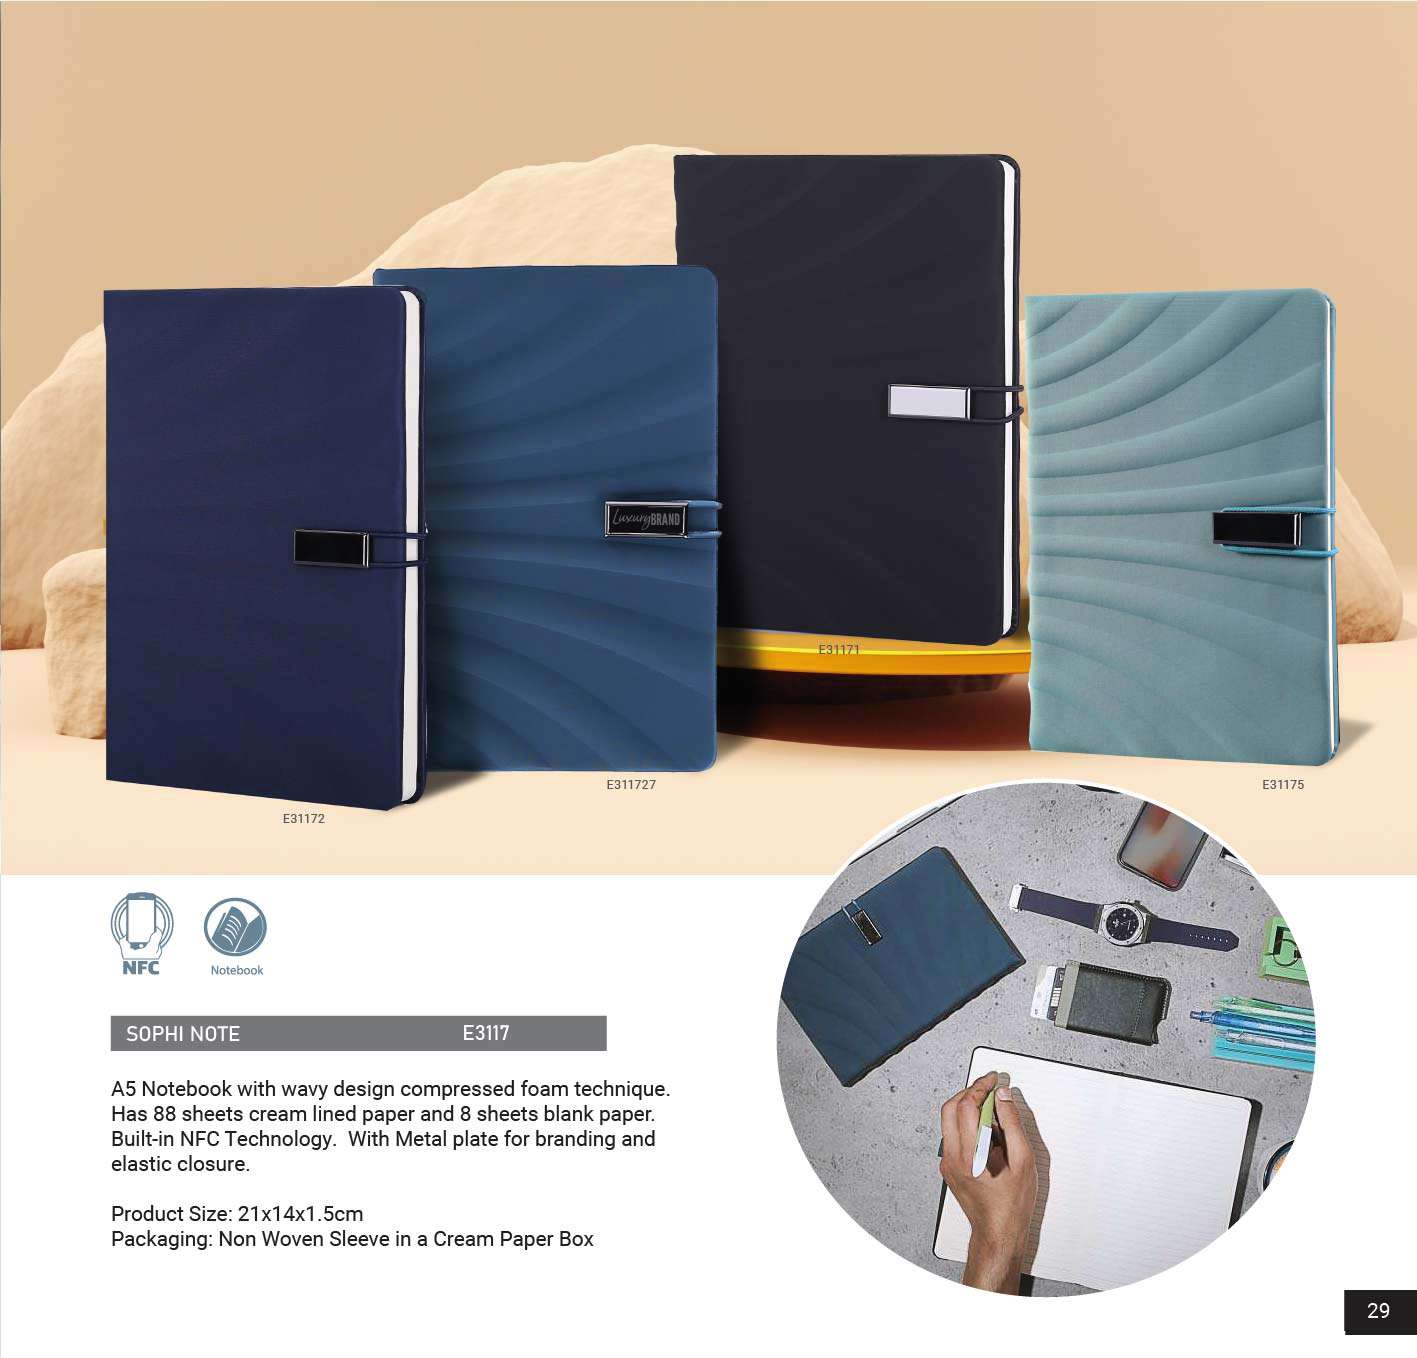 E31171
LuxuryBRAND
E311727
E31175
E31172
NFC
Notebook
SOPHI NOTE E3117
A5 Notebook with wavy design compressed foam technique.
Has 88 sheets cream lined paper and 8 sheets blank paper.
Built-in NFC Technology.  With Metal plate for branding and
elastic closure.
Product Size: 21x14x1.5cm
Packaging: Non Woven Sleeve in a Cream Paper Box
29